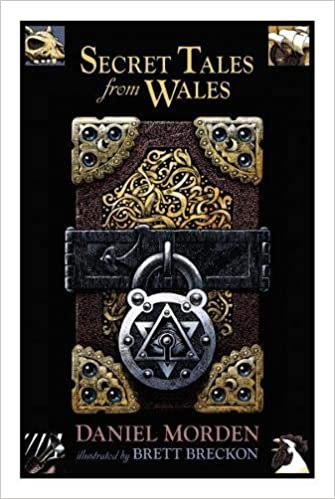 SECRET TALES
from WALES
DANIEL MORDEN
illustrated by BRETT BRECKON